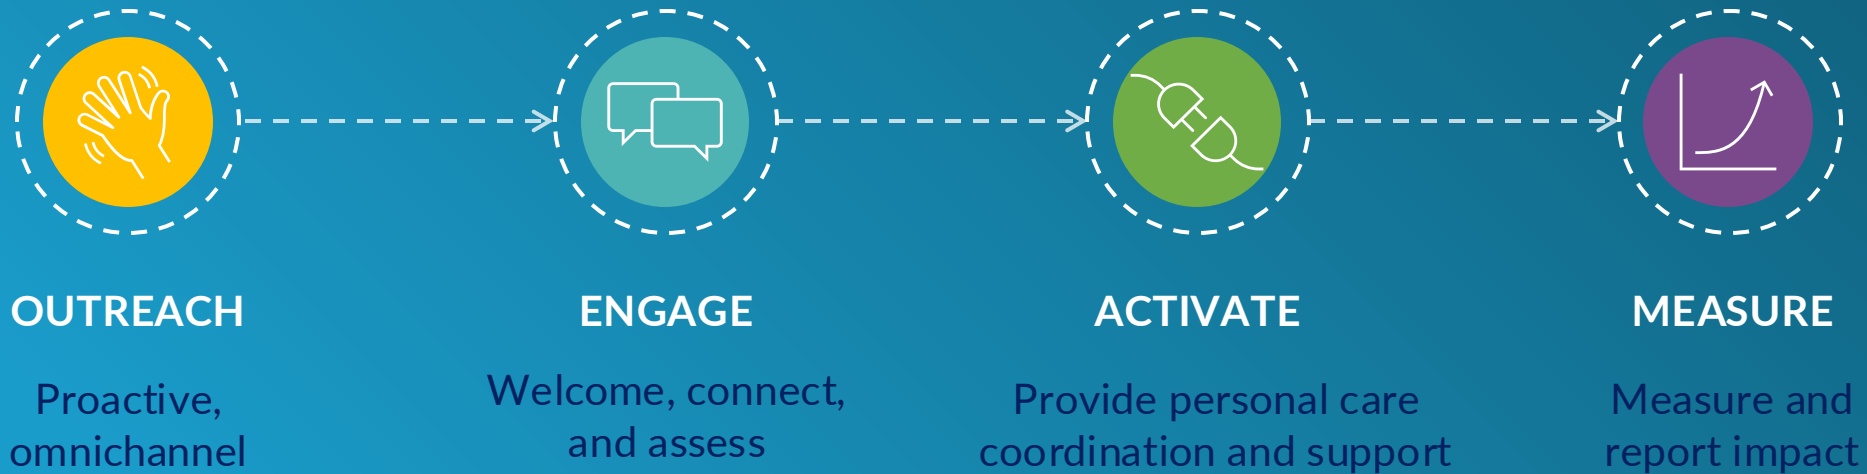 OUTREACH
Proactive,
omnichannel
ENGAGE
Welcome, connect,
and assess
ACTIVATE
Provide personal care
coordination and support
MEASURE
Measure and
report impact